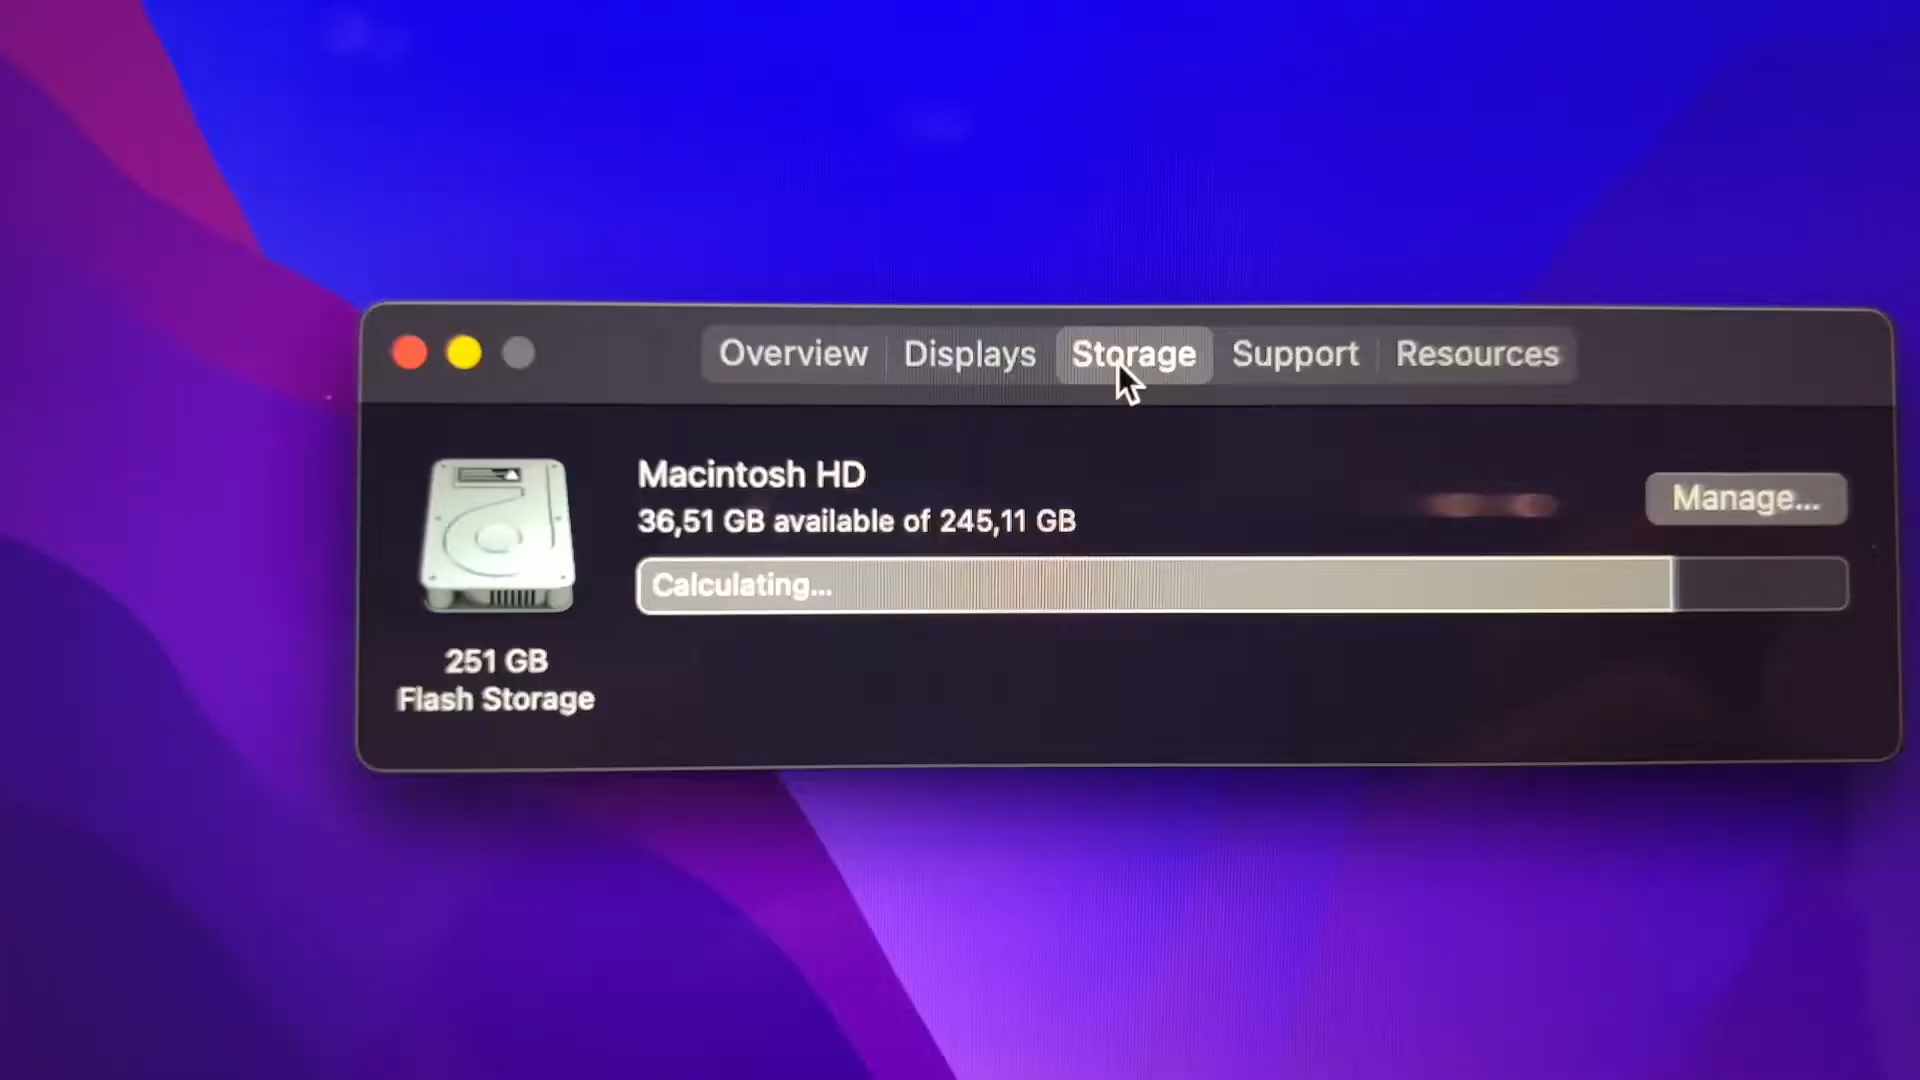 Overview Displays Storage Support Resources
Macintosh HD
36,51 GB available of 245,11 GB
Manage...
Calculating...
251 GB
Flash Storage